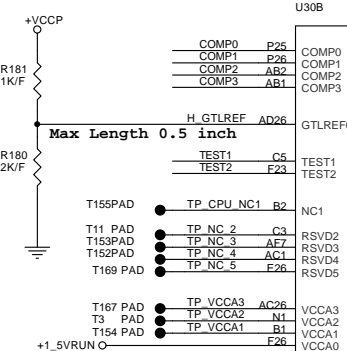 U30B
+VCCP
COMP0 P25 COMP0
COMP1 P26 COMP1
COMP2 AB2 COMP2
COMP3 AB1 COMP3
R181
1K/F
H_GTLREF AD26 GTLREF0
Max Length 0.5 inch
R180
2K/F
TEST1 C5 TEST1
TEST2 F23 TEST2
T155PAD TP_CPU_NC1 B2 NC1
T11 PAD TP_NC_2 C3 RSVD2
T153PAD TP_NC_3 AF7 RSVD3
T152PAD TP_NC_4 AC1 RSVD4
T169 PAD TP_NC_5 E26 RSVD5
T167 PAD TP_VCCA3 AC26 VCCA3
T3 PAD TP_VCCA2 N1 VCCA2
T154 PAD TP_VCCA1 B1 VCCA1
+1_5VRUN F26 VCCA0